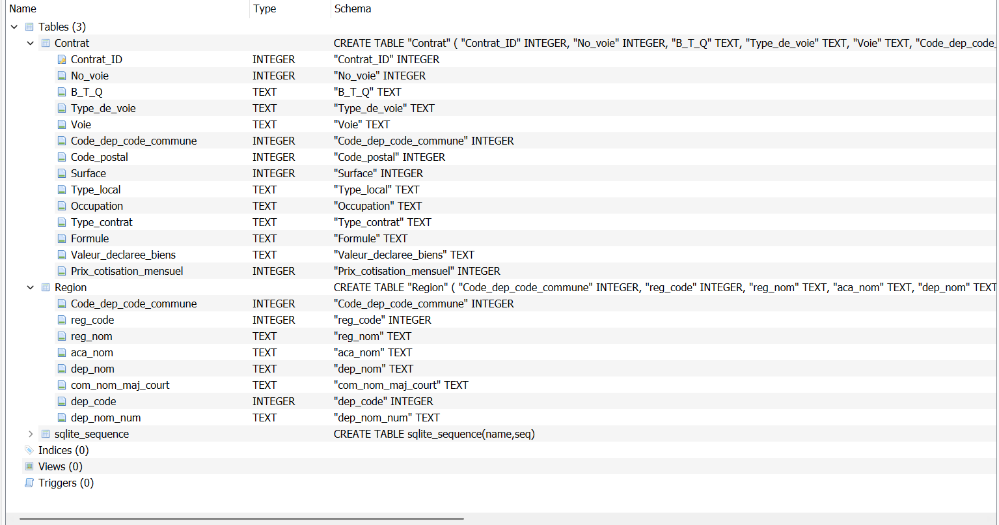 Name Type Schema
Tables (3)
Contrat CREATE TABLE "Contrat" ( "Contrat_ID" INTEGER, "No_voie" INTEGER, "B_T_Q" TEXT, "Type_de_voie" TEXT, "Voie" TEXT, "Code_dep_code_
Contrat_ID INTEGER "Contrat_ID" INTEGER
No_voie INTEGER "No_voie" INTEGER
B_T_Q TEXT "B_T_Q" TEXT
Type_de_voie TEXT "Type_de_voie" TEXT
Voie TEXT "Voie" TEXT
Code_dep_code_commune INTEGER "Code_dep_code_commune" INTEGER
Code_postal INTEGER "Code_postal" INTEGER
Surface INTEGER "Surface" INTEGER
Type_local TEXT "Type_local" TEXT
Occupation TEXT "Occupation" TEXT
Type_contrat TEXT "Type_contrat" TEXT
Formule TEXT "Formule" TEXT
Valeur_declaree_biens TEXT "Valeur_declaree_biens" TEXT
Prix_cotisation_mensuel INTEGER "Prix_cotisation_mensuel" INTEGER
Region CREATE TABLE "Region" ( "Code_dep_code_commune" INTEGER, "reg_code" INTEGER, "reg_nom" TEXT, "aca_nom" TEXT, "dep_nom" TEXT
Code_dep_code_commune INTEGER "Code_dep_code_commune" INTEGER
reg_code INTEGER "reg_code" INTEGER
reg_nom TEXT "reg_nom" TEXT
aca_nom TEXT "aca_nom" TEXT
dep_nom TEXT "dep_nom" TEXT
com_nom_maj_court TEXT "com_nom_maj_court" TEXT
dep_code INTEGER "dep_code" INTEGER
dep_nom_num TEXT "dep_nom_num" TEXT
sqlite_sequence CREATE TABLE sqlite_sequence(name,seq)
Indices (0)
Views (0)
Triggers (0)